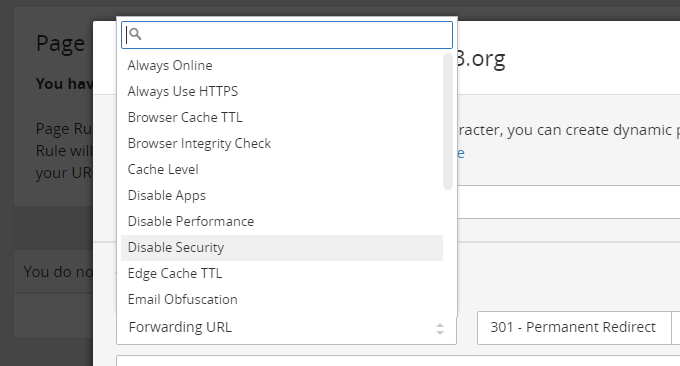 Page
3.org
You hav
Always Online
Always Use HTTPS
Browser Cache TTL
Browser Integrity Check
Cache Level
Disable Apps
Disable Performance
Disable Security
Edge Cache TTL
Email Obfuscation
Page Ru
Rule will
your UR
aracter, you can create dynamic p
e
You do no
Forwarding URL
301 - Permanent Redirect